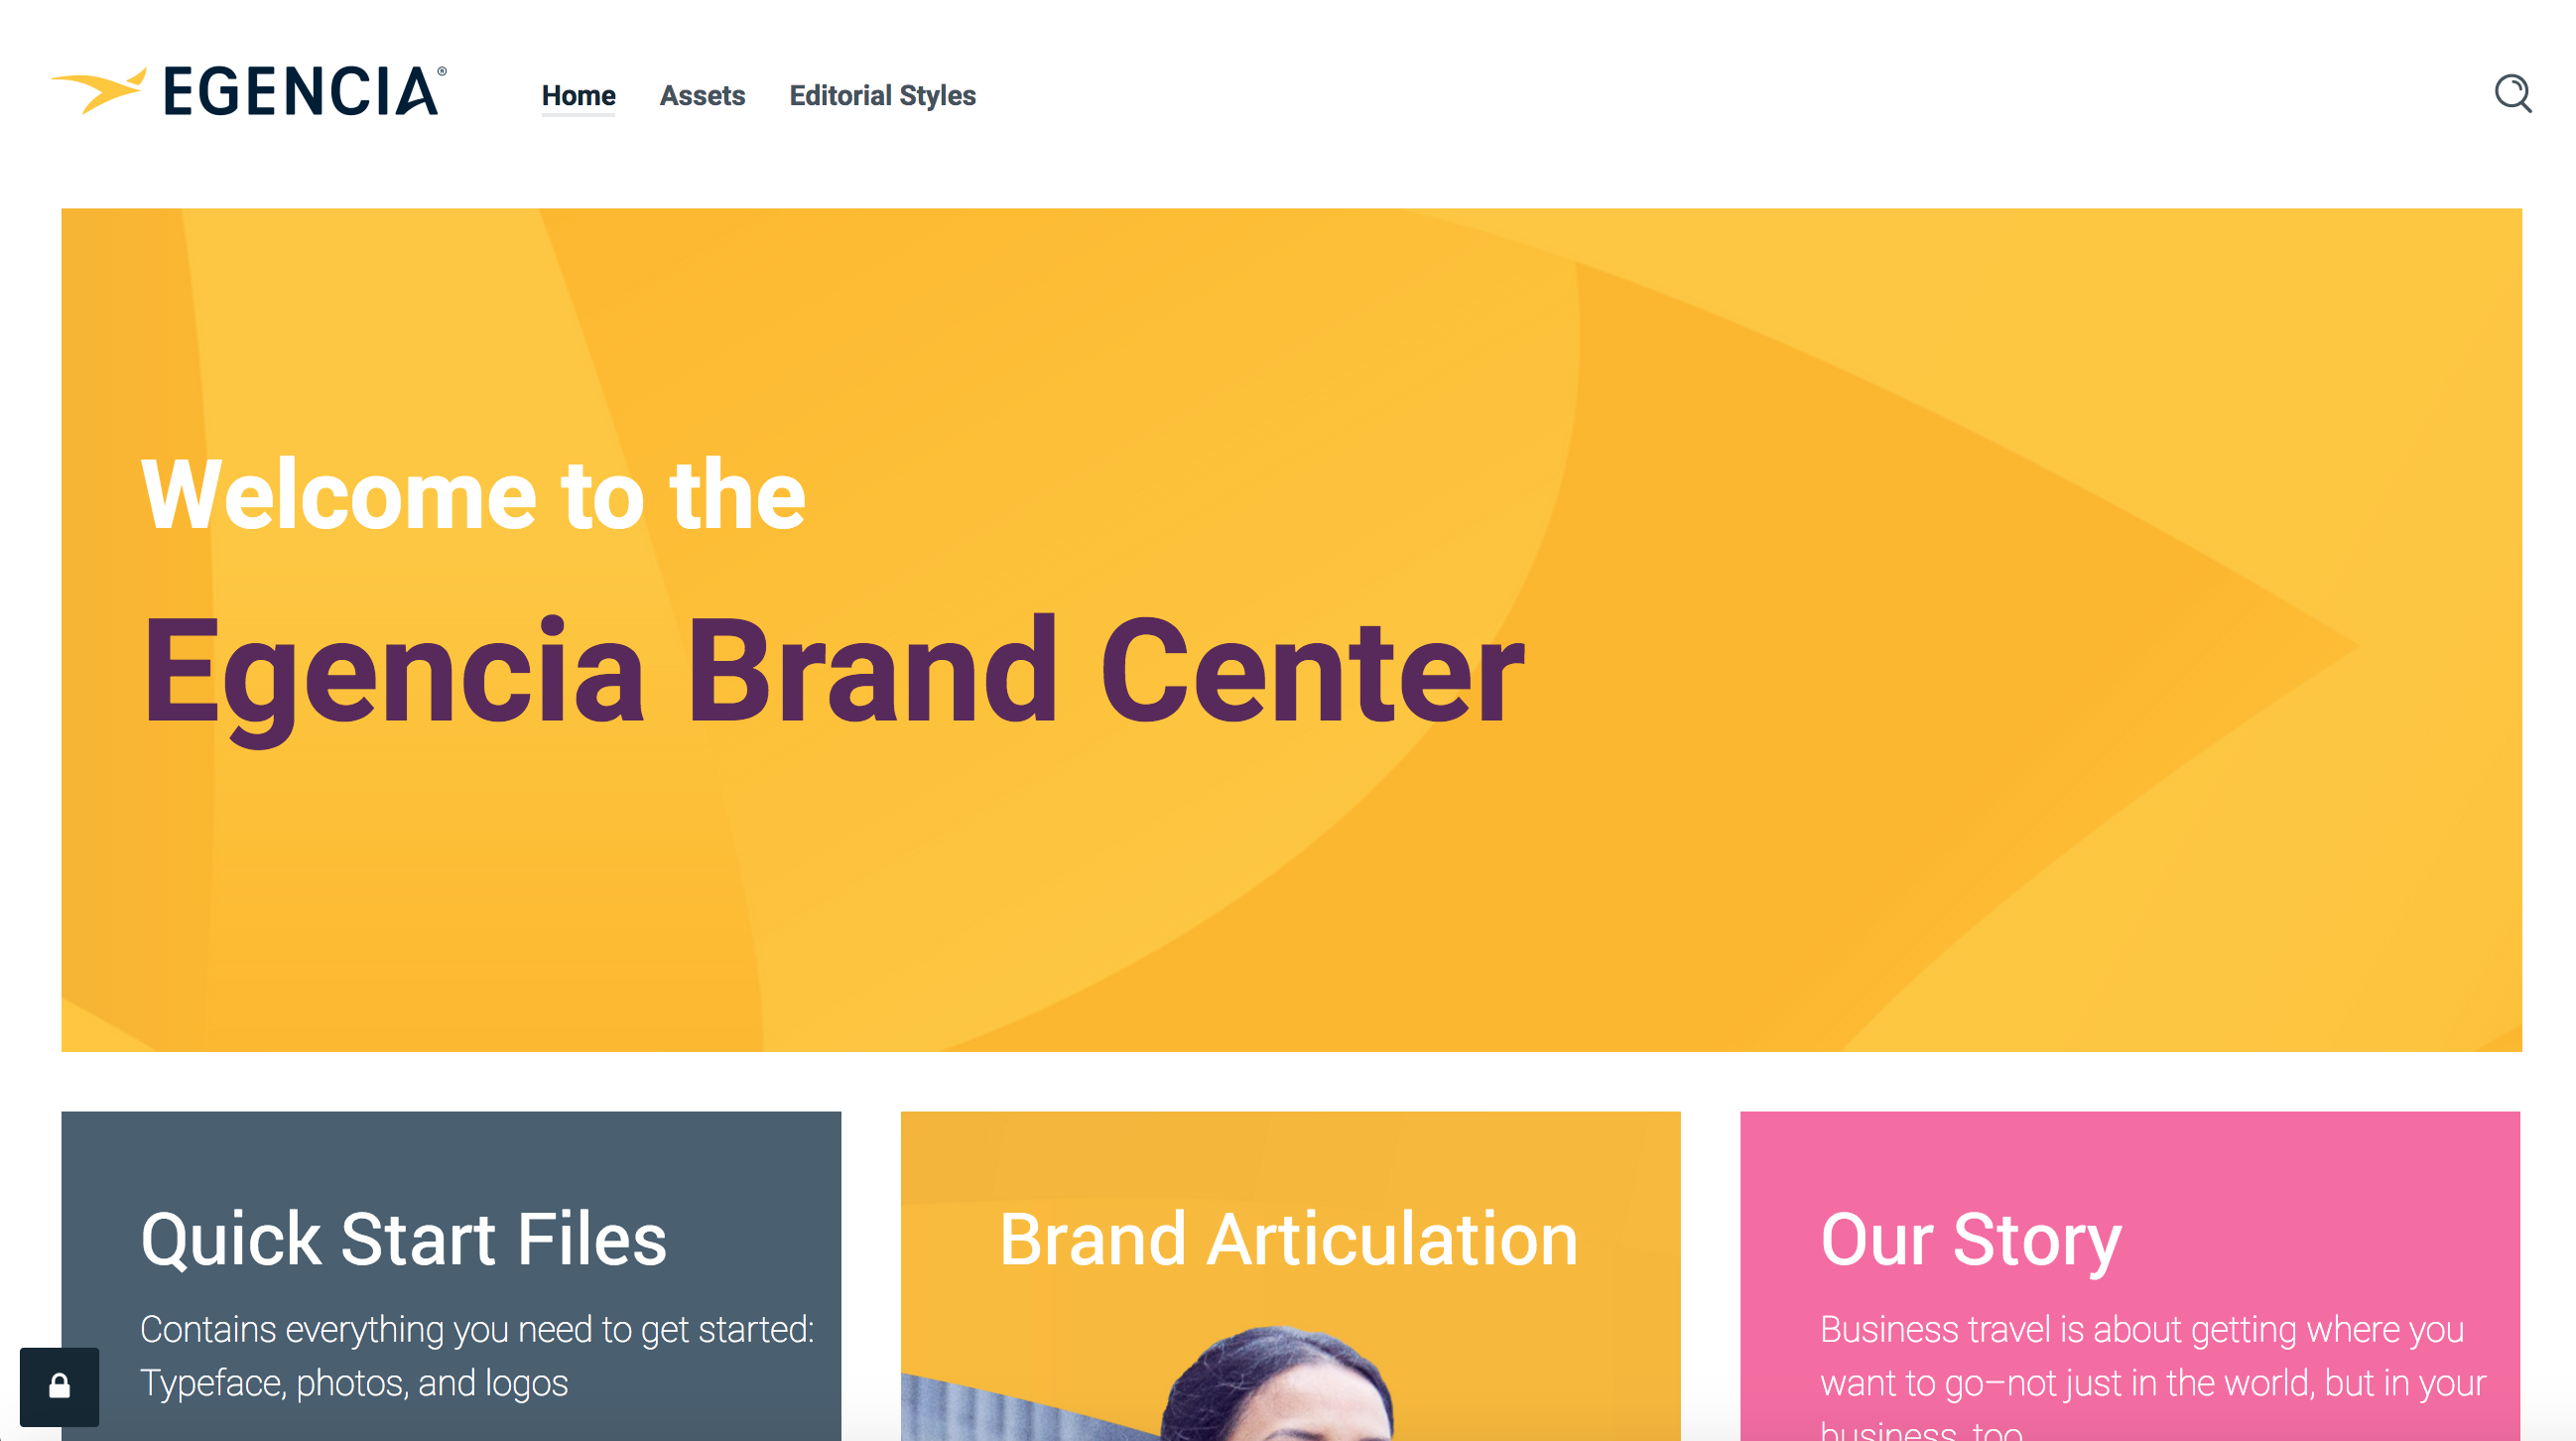 EGENCIA®
Home
Assets
Editorial Styles
Welcome to the
Egencia Brand Center
Quick Start Files
Contains everything you need to get started:
Typeface, photos, and logos
Brand Articulation
Our Story
Business travel is about getting where you
want to go–not just in the world, but in your
business, too